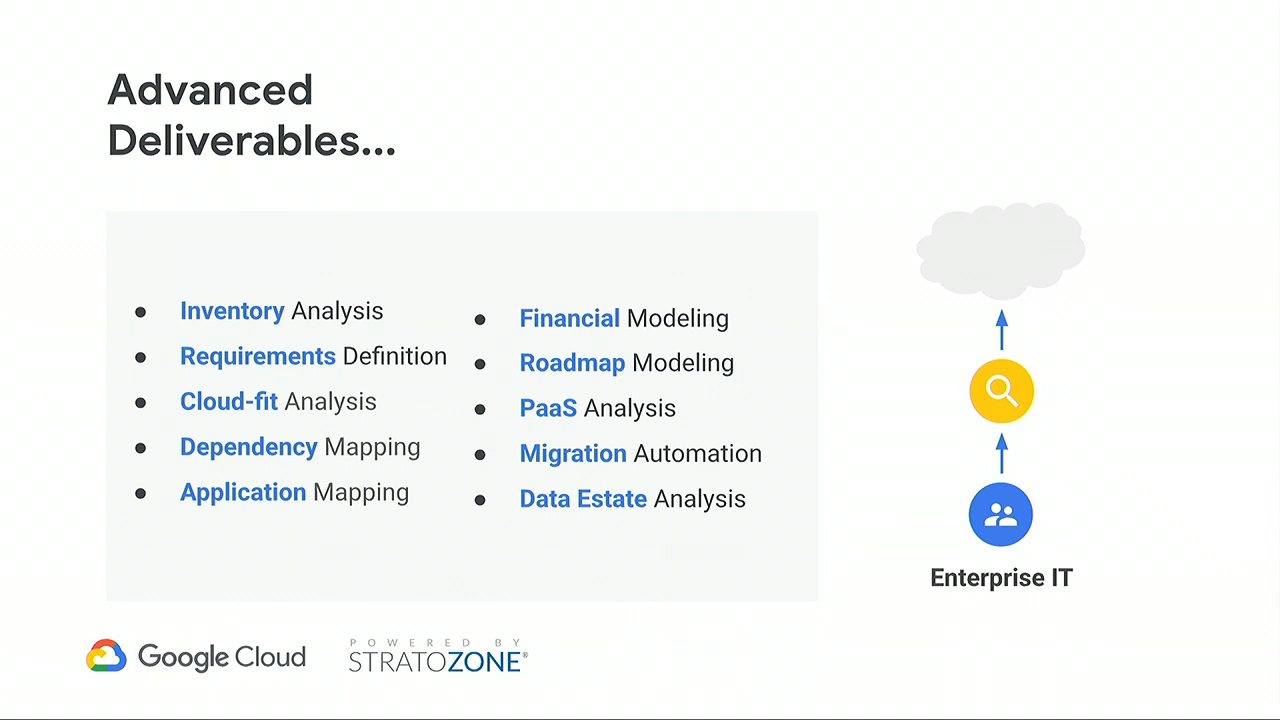 Advanced
Deliverables...
● Inventory Analysis
● Requirements Definition
● Cloud-fit Analysis
● Dependency Mapping
● Application Mapping
● Financial Modeling
● Roadmap Modeling
● PaaS Analysis
● Migration Automation
● Data Estate Analysis
Enterprise IT
Google Cloud
POWERED BY
STRATOZONE®